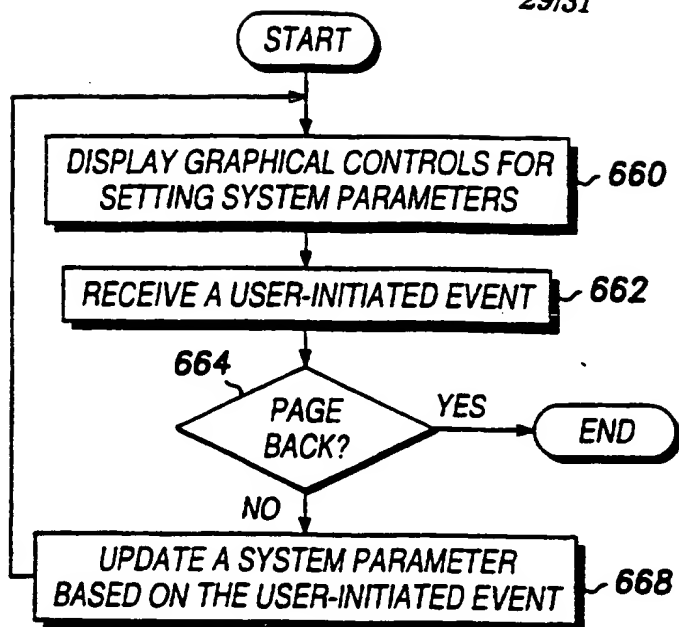 29/31
START
DISPLAY GRAPHICAL CONTROLS FOR
SETTING SYSTEM PARAMETERS
660
RECEIVE A USER-INITIATED EVENT
662
664
PAGE
BACK?
YES
END
NO
UPDATE A SYSTEM PARAMETER
BASED ON THE USER-INITIATED EVENT
668